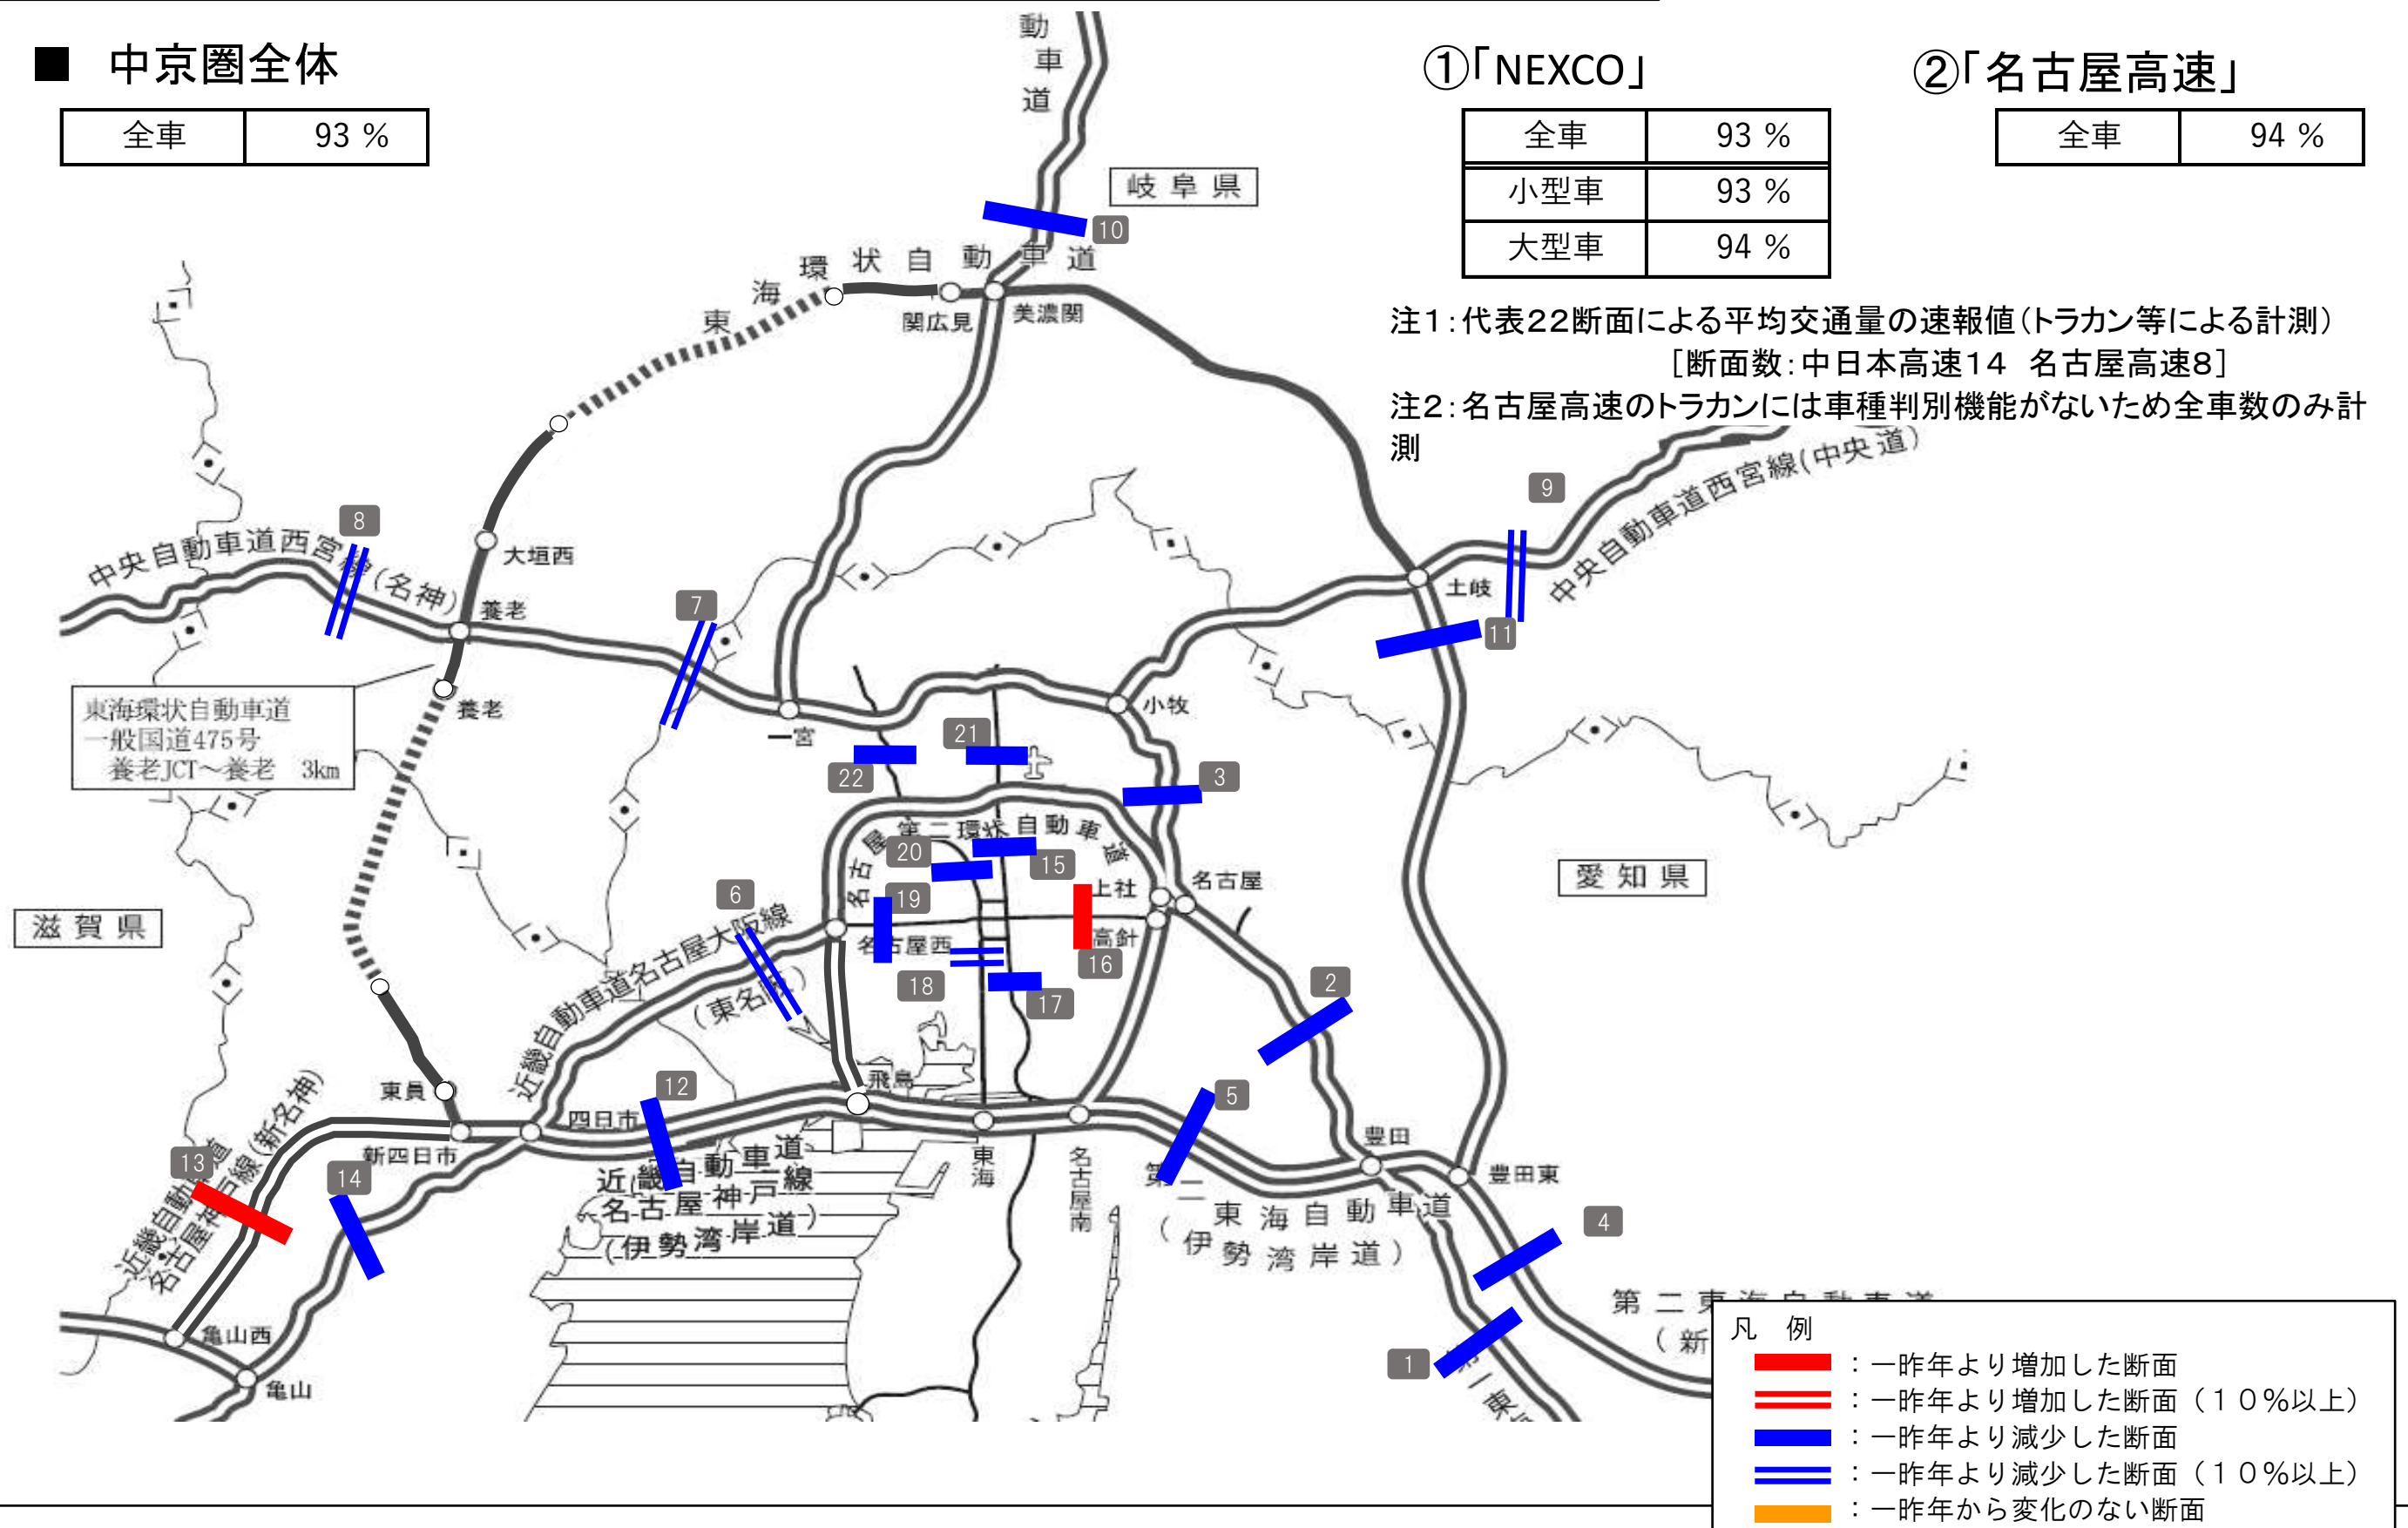 ■ 中京圏全体
全車 93 %
①「NEXCO」
全車 93 %
小型車 93 %
大型車 94 %
②「名古屋高速」
全車 94 %
注1:代表22断面による平均交通量の速報値(トラカン等による計測)
[断面数:中日本高速14 名古屋高速8]
注2:名古屋高速のトラカンには車種判別機能がないため全車数のみ計
測
動車道
岐阜県
10
東海環状自動車道
関広見
美濃関
中央自動車道西宮線(中央道)
9
8
中央自動車道西宮線(名神)
大垣西
養老
7
土岐
11
東海環状自動車道
一般国道475号
養老JCT～養老 3km
養老
一宮
小牧
21
22
3
名古屋第二環状自動車道
20
15
19
上社
名古屋
愛知県
滋賀県
6
近畿自動車道名古屋大阪線
(東名阪)
名古屋西
高針
16
18
17
2
東員
12
飛島
5
四日市
新四日市
近畿自動車道
名古屋神戸線(新名神)
13
14
近畿自動車道
名古屋神戸線
(伊勢湾岸道)
東海
名古屋南
豊田
豊田東
第二東海自動車道
(伊勢湾岸道)
4
亀山西
亀山
1
第一東
第二東海自動車道
(新
凡 例
:一昨年より増加した断面
:一昨年より増加した断面(10%以上)
:一昨年より減少した断面
:一昨年より減少した断面(10%以上)
:一昨年から変化のない断面